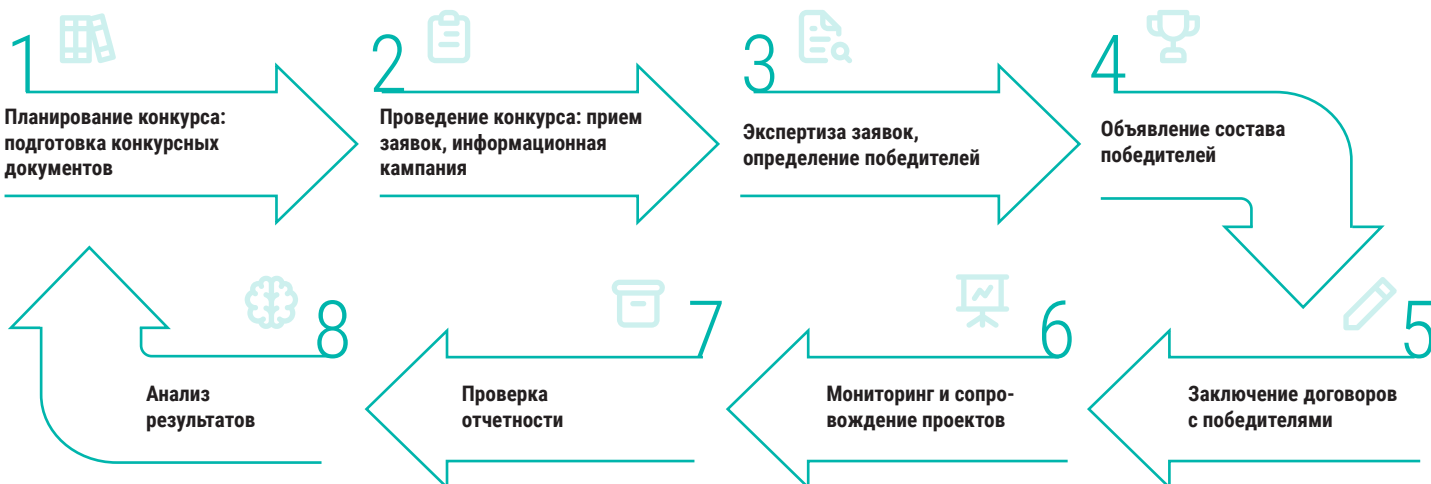 1
Планирование конкурса:
подготовка конкурсных
документов
2
Проведение конкурса: прием
заявок, информационная
кампания
3
Экспертиза заявок,
определение победителей
4
Объявление состава
победителей
5
Заключение договоров
с победителями
6
Мониторинг и сопро-
вождение проектов
7
Проверка
отчетности
8
Анализ
результатов